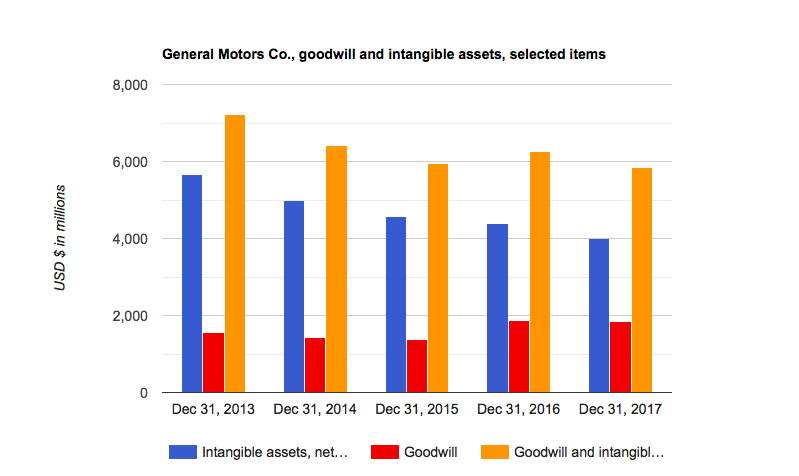 General Motors Co., goodwill and intangible assets, selected items
8,000
6,000
4,000
2,000
0
USD $ in millions
Dec 31, 2013 Dec 31, 2014 Dec 31, 2015 Dec 31, 2016 Dec 31, 2017
Intangible assets, net… Goodwill Goodwill and intangibl…